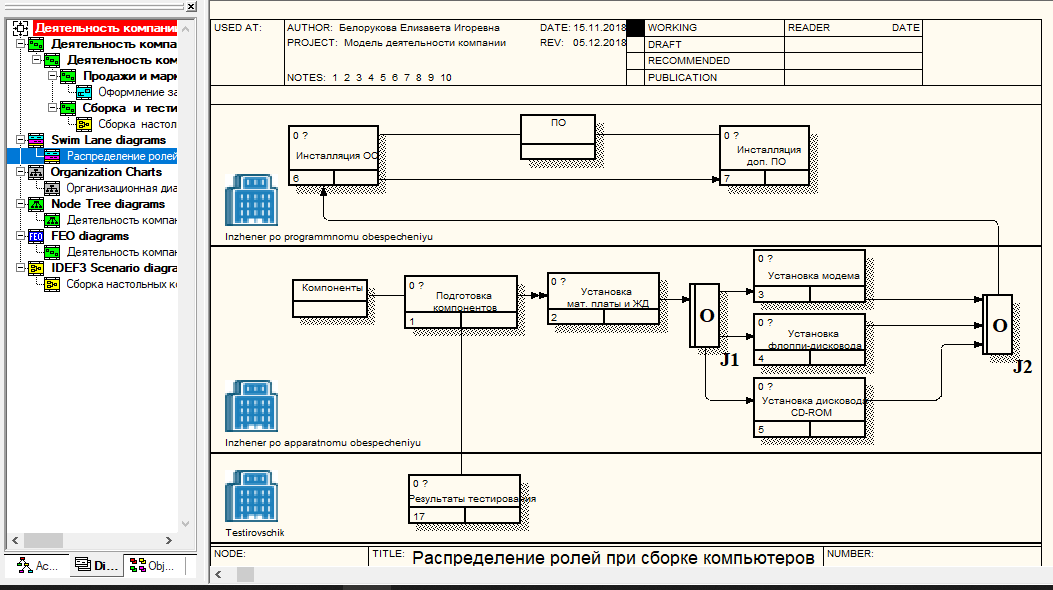 Деятельность компани
Деятельность компа
Деятельность ком
Продажи и марк
Оформление за
Сборка и тести
Сборка настол
Swim Lane diagrams
Распределение ролей
Organization Charts
Организационная диа
Node Tree diagrams
Деятельность компан
FEO diagrams
Деятельность компан
IDEF3 Scenario diagra
Сборка настольных ко
Ac...
Di...
Obj...
USED AT:
AUTHOR: Белорукова Елизавета Игоревна
DATE: 15.11.2018
PROJECT: Модель деятельности компании
REV: 05.12.2018
NOTES: 1 2 3 4 5 6 7 8 9 10
WORKING
DRAFT
RECOMMENDED
PUBLICATION
READER
DATE
0 ?
Инсталляция ОС
6
ПО
0 ?
Инсталляция
доп. ПО
7
Inzhener po programmnomu obespecheniyu
Компоненты
0 ?
Подготовка
компонентов
1
0 ?
Установка
мат. платы и ЖД
2
O
J1
0 ?
Установка модема
3
0 ?
Установка
флоппи-дисковода
4
0 ?
Установка дисковода
CD-ROM
5
O
J2
Inzhener po apparatnomu obespecheniyu
0 ?
Результаты тестирования
17
Testirovschik
NODE:
TITLE:
Распределение ролей при сборке компьютеров
NUMBER: